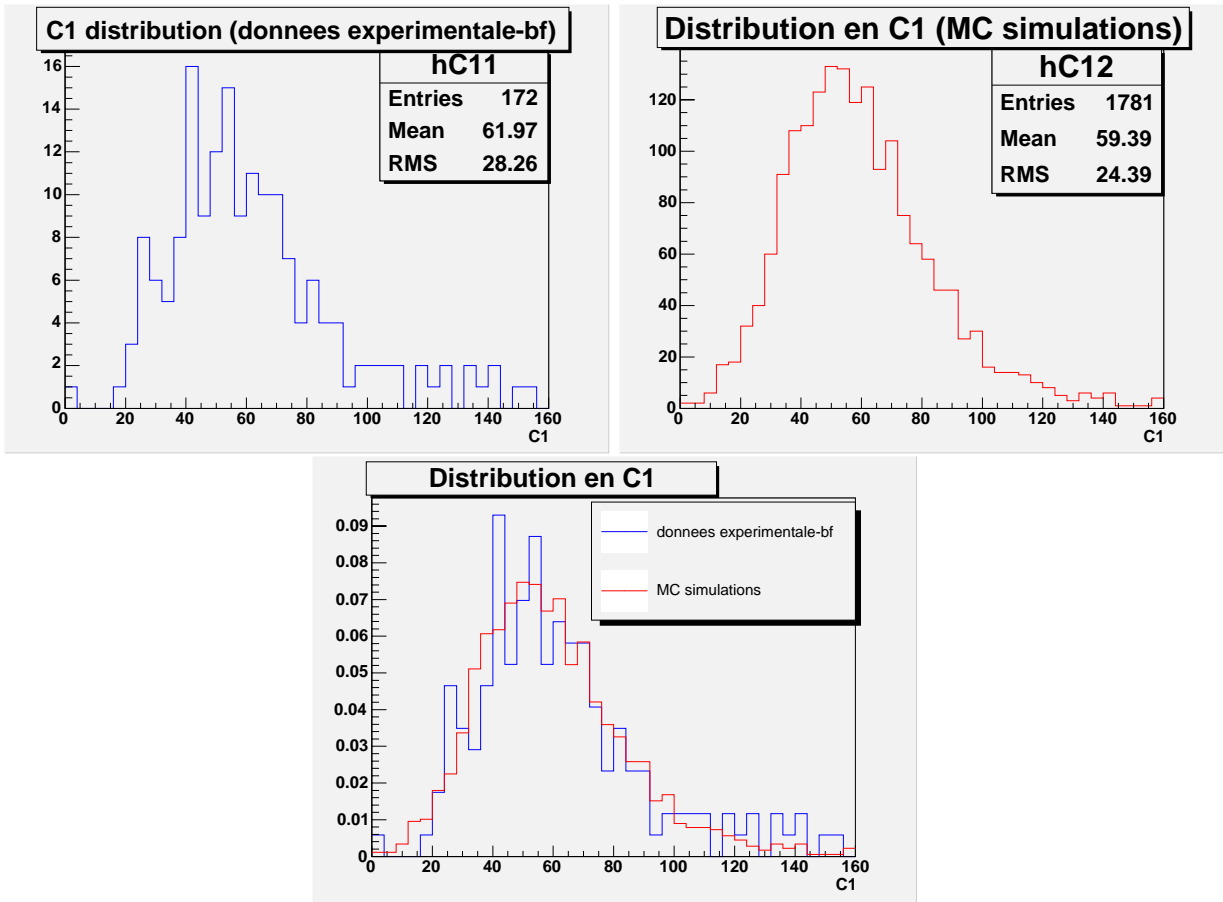 C1 distribution (donnees experimentale-bf)
hC11
Entries 172
Mean 61.97
RMS 28.26
16
14
12
10
8
6
4
2
0
0 20 40 60 80 100 120 140 160
C1
Distribution en C1 (MC simulations)
hC12
Entries 1781
Mean 59.39
RMS 24.39
120
100
80
60
40
20
0
0 20 40 60 80 100 120 140 160
C1
Distribution en C1
donnees experimentale-bf
MC simulations
0.09
0.08
0.07
0.06
0.05
0.04
0.03
0.02
0.01
0
0 20 40 60 80 100 120 140 160
C1